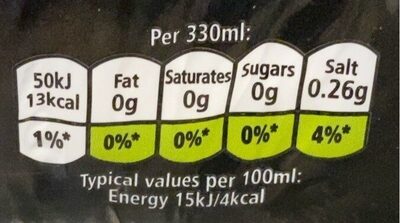 Per 330ml:
50kJ Fat Saturates Sugars Salt
13kcal 0g 0g 0g 0.26g
1%* 0%* 0%* 0%* 4%*
Typical values per 100ml:
Energy 15kJ/4kcal